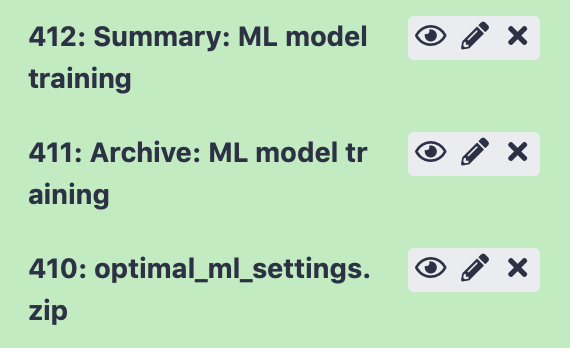 412: Summary: ML model
training
411: Archive: ML model tr
aining
410: optimal_ml_settings.
zip